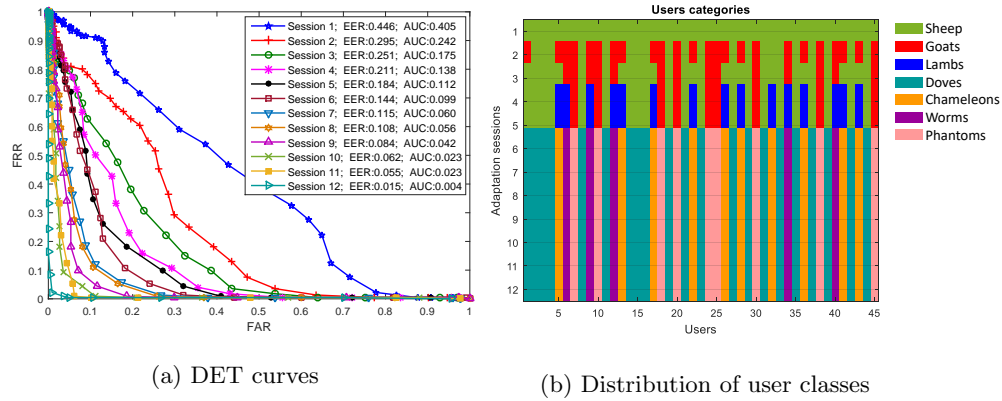 1
0.9
0.8
0.7
0.6
0.5
0.4
0.3
0.2
0.1
0
FRR
0 0.1 0.2 0.3 0.4 0.5 0.6 0.7 0.8 0.9 1
FAR
Session 1; EER:0.446; AUC:0.405
Session 2; EER:0.295; AUC:0.242
Session 3; EER:0.251; AUC:0.175
Session 4; EER:0.211; AUC:0.138
Session 5; EER:0.184; AUC:0.112
Session 6; EER:0.144; AUC:0.099
Session 7; EER:0.115; AUC:0.060
Session 8; EER:0.108; AUC:0.056
Session 9; EER:0.084; AUC:0.042
Session 10; EER:0.062; AUC:0.023
Session 11; EER:0.055; AUC:0.023
Session 12; EER:0.015; AUC:0.004
(a) DET curves
Users categories
Adaptation sessions
1
2
3
4
5
6
7
8
9
10
11
12
5 10 15 20 25 30 35 40 45
Users
Sheep
Goats
Lambs
Doves
Chameleons
Worms
Phantoms
(b) Distribution of user classes